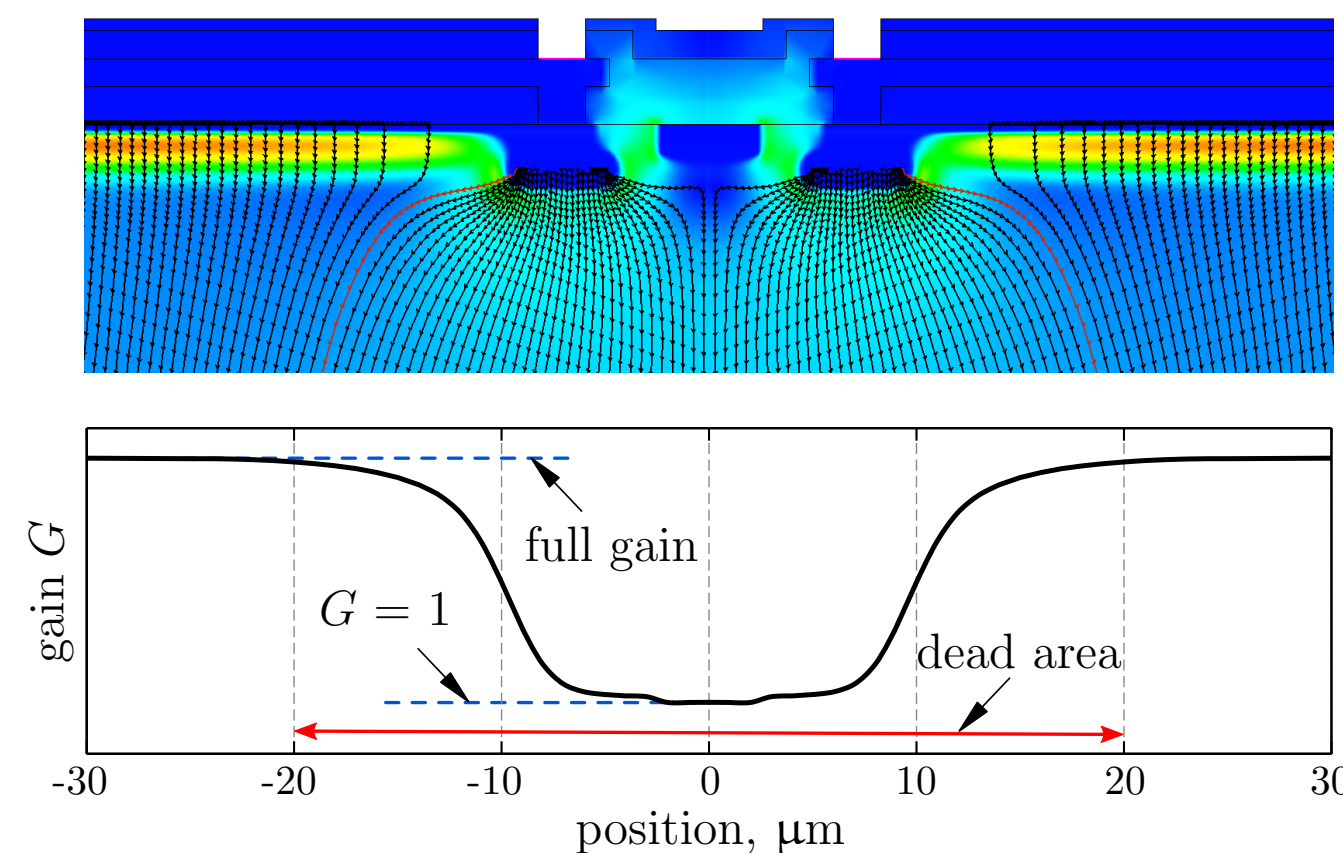 full gain
G = 1
dead area
gain G
-30 -20 -10 0 10 20 30
position, μm